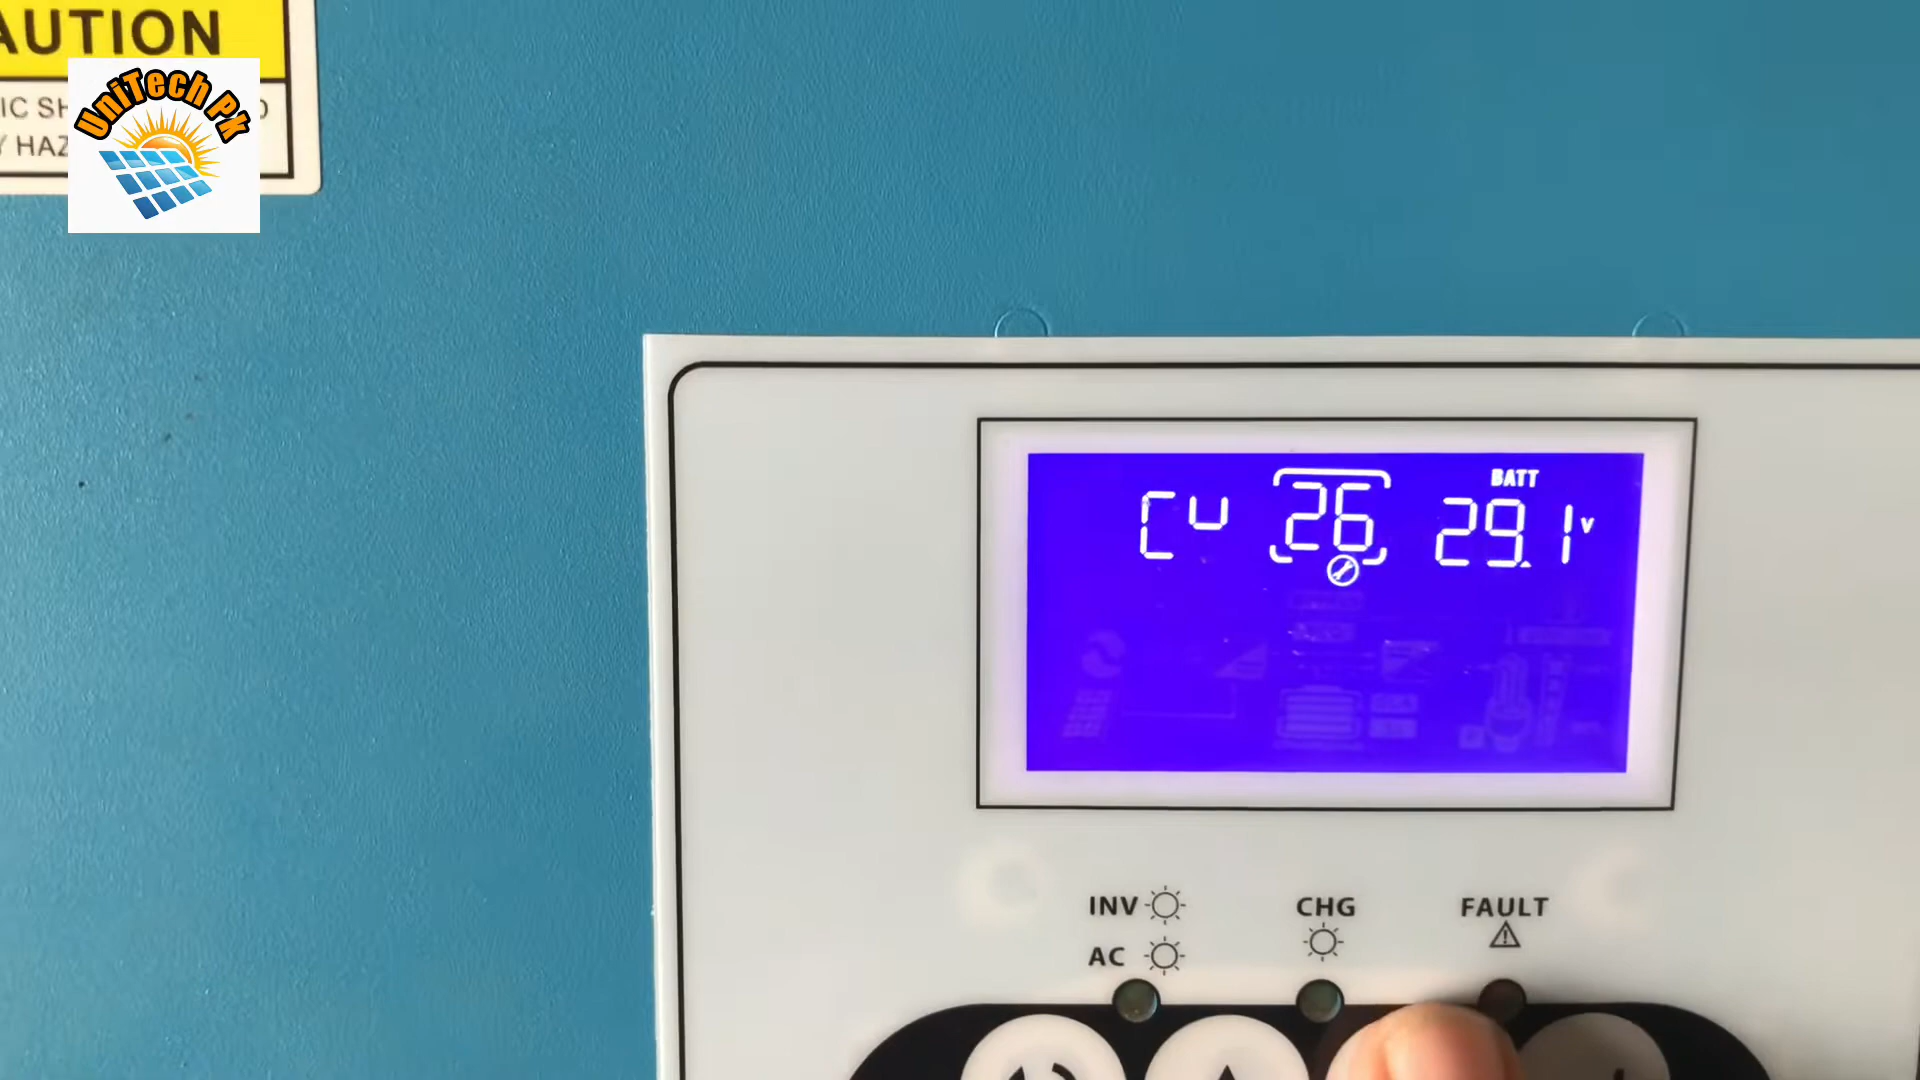 AUTION
UniTech Pk
IC SH
Y HAZ
BATT
CU 26 29.1V
INV
CHG
FAULT
AC